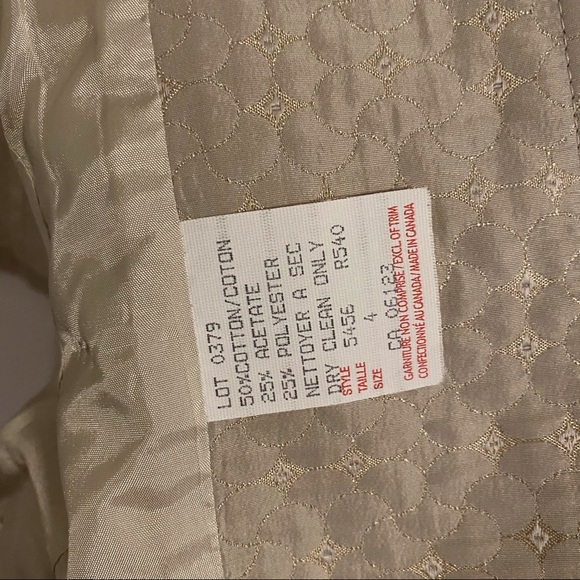 LOT 0379
50%COTTON/COTON
25% ACETATE
25% POLYESTER
NETTOYER A SEC
DRY CLEAN ONLY
STYLE 5456 R540
TAILLE
SIZE 4
CA 06123
GARNITURE NON COMPRISE / EXCL OF TRIM
CONFECTIONNÉ AU CANADA / MADE IN CANADA